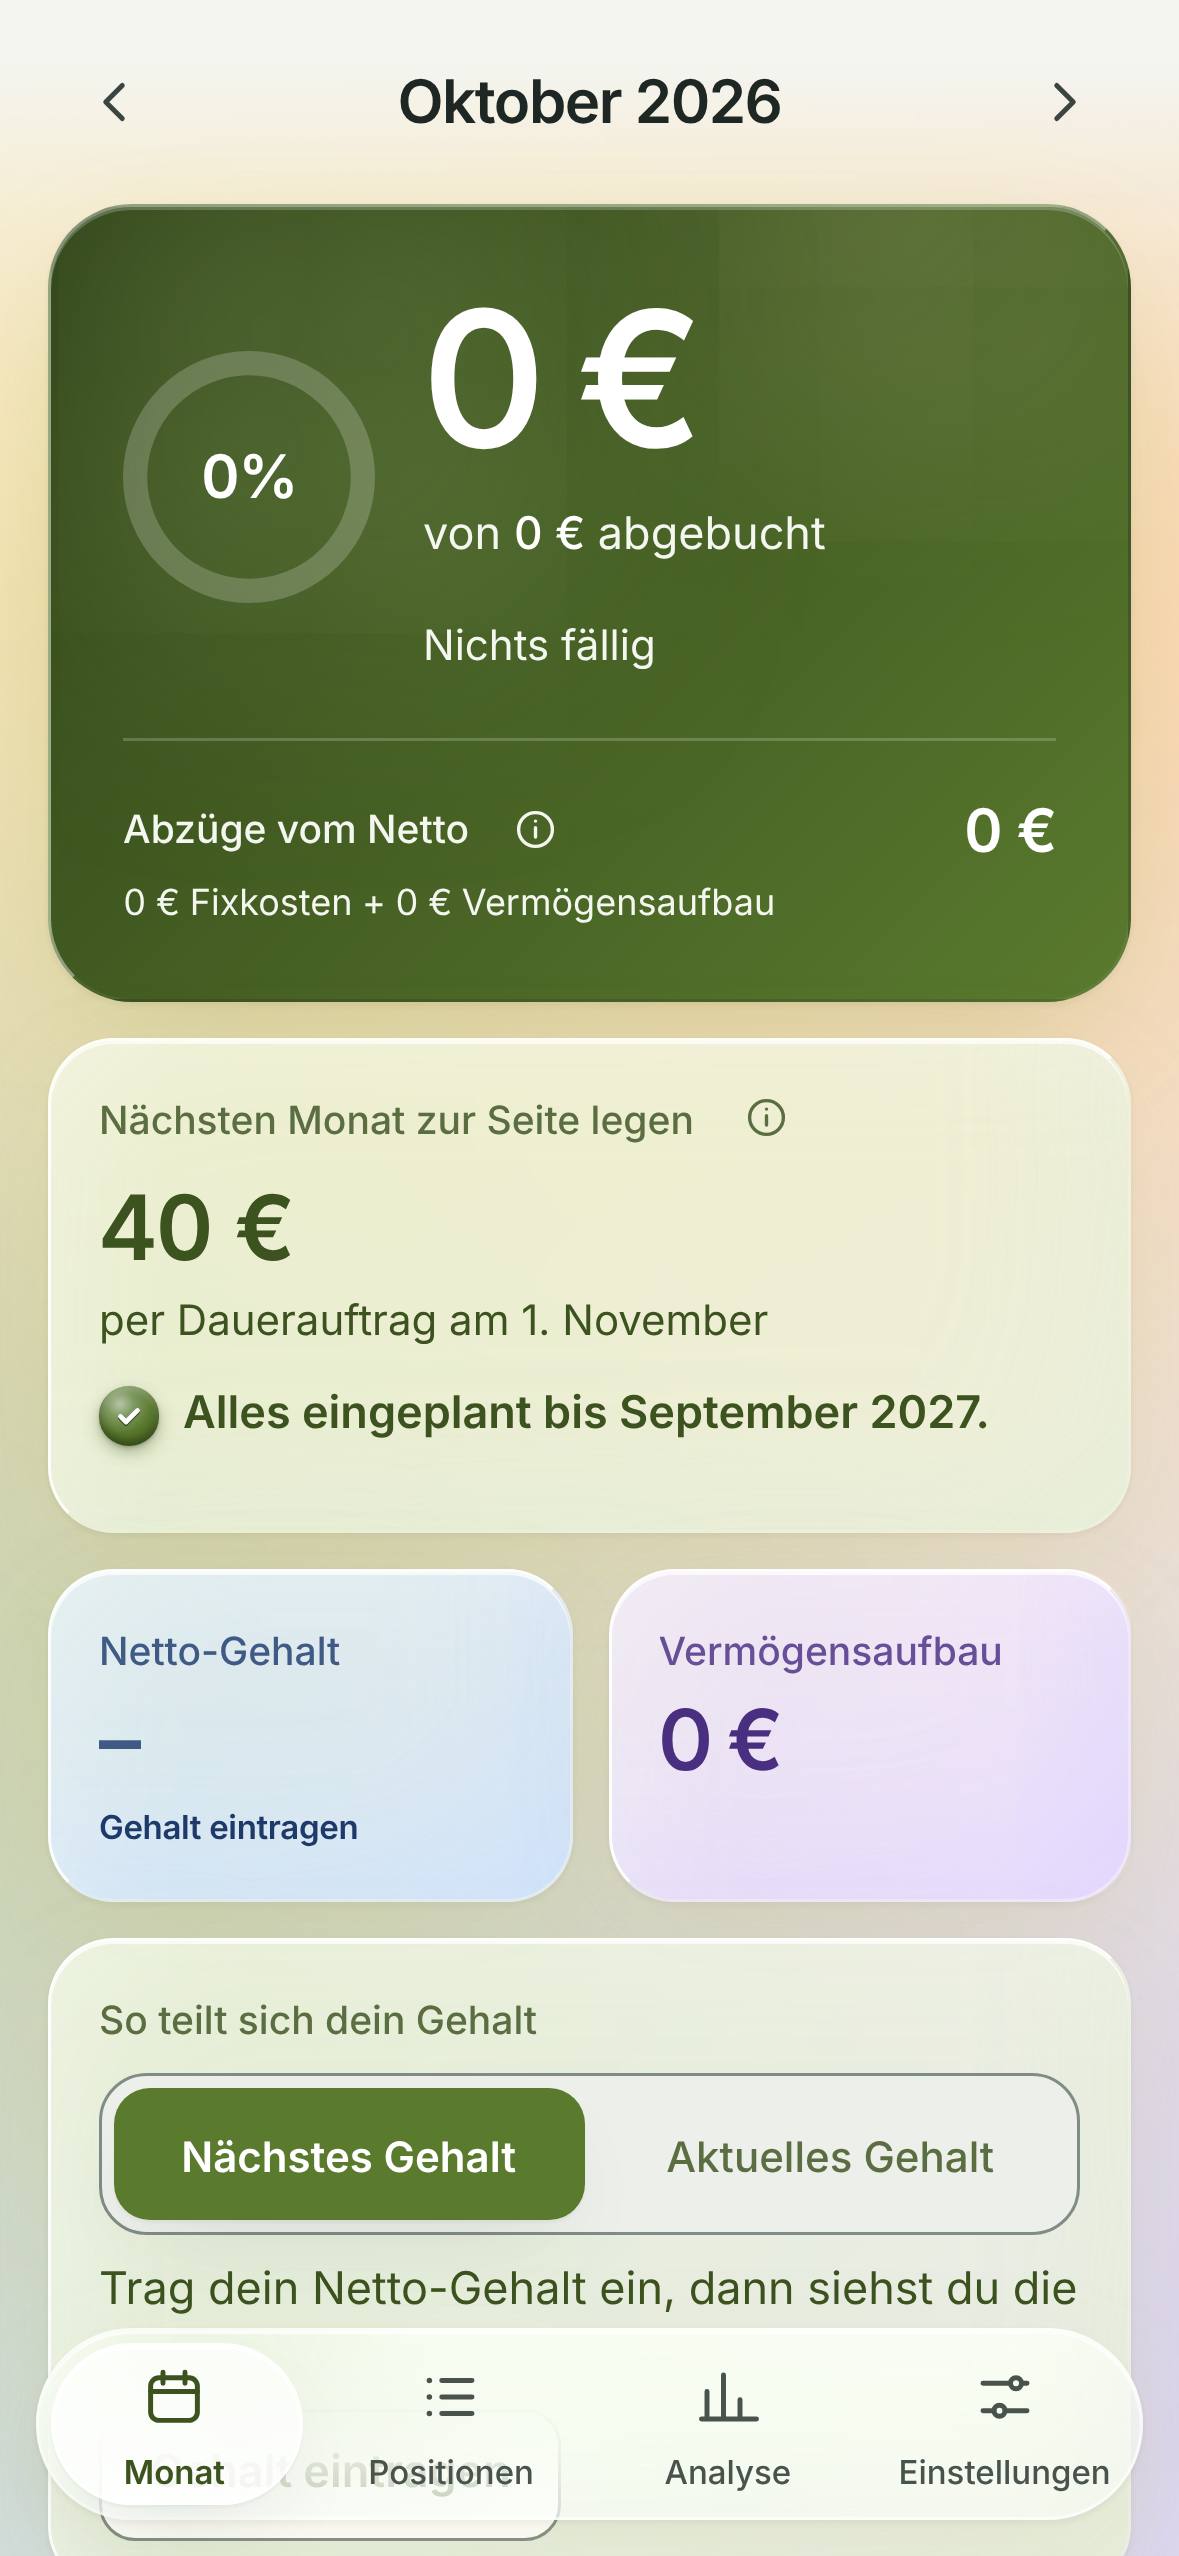 Oktober 2026
0 €
0%
von 0 € abgebucht
Nichts fällig
Abzüge vom Netto
0 €
0 € Fixkosten + 0 € Vermögensaufbau
Nächsten Monat zur Seite legen
40 €
per Dauerauftrag am 1. November
Alles eingeplant bis September 2027.
Netto-Gehalt
–
Gehalt eintragen
Vermögensaufbau
0 €
So teilt sich dein Gehalt
Nächstes Gehalt
Aktuelles Gehalt
Trag dein Netto-Gehalt ein, dann siehst du die
Gehalt eintragen
Monat
Positionen
Analyse
Einstellungen